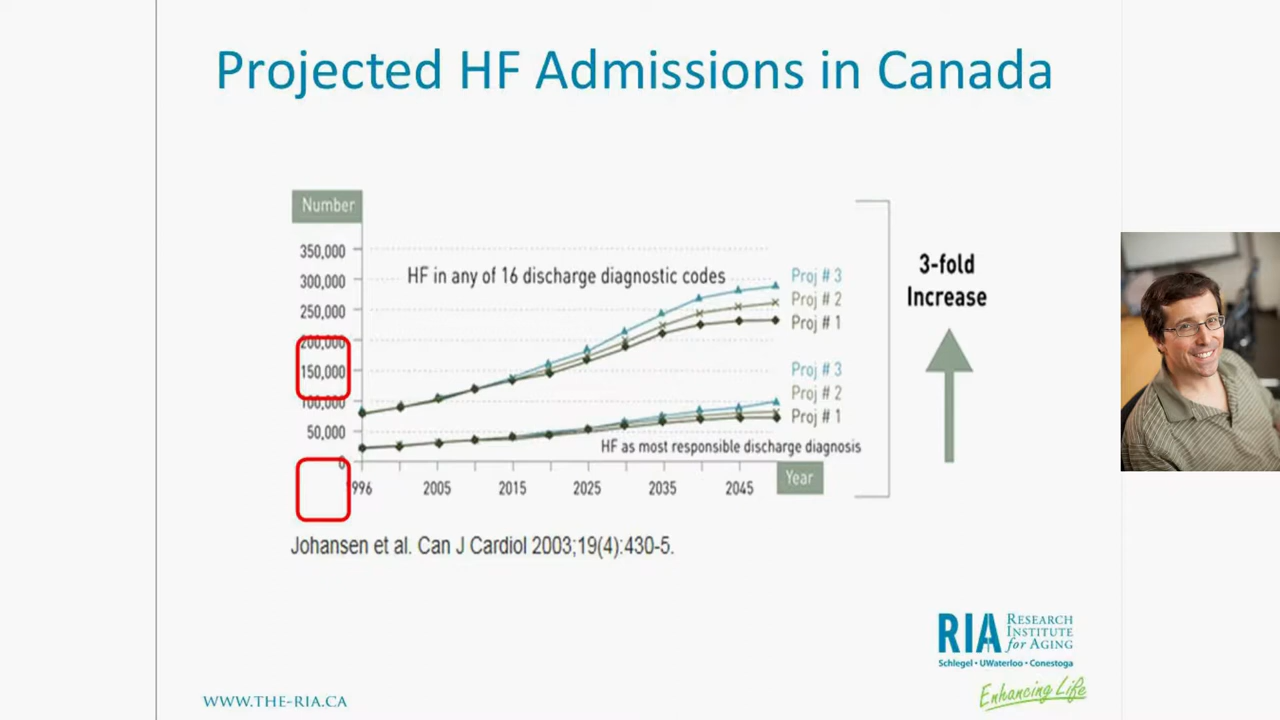 Projected HF Admissions in Canada
Number
350,000
300,000
250,000
200,000
150,000
100,000
50,000
0
HF in any of 16 discharge diagnostic codes
Proj # 3
Proj # 2
Proj # 1
Proj # 3
Proj # 2
Proj # 1
HF as most responsible discharge diagnosis
996 2005 2015 2025 2035 2045
Year
3-fold
Increase
Johansen et al. Can J Cardiol 2003;19(4):430-5.
RIA
RESEARCH
INSTITUTE
for AGING
Schlegel • UWaterloo • Conestoga
Enhancing Life
WWW.THE-RIA.CA